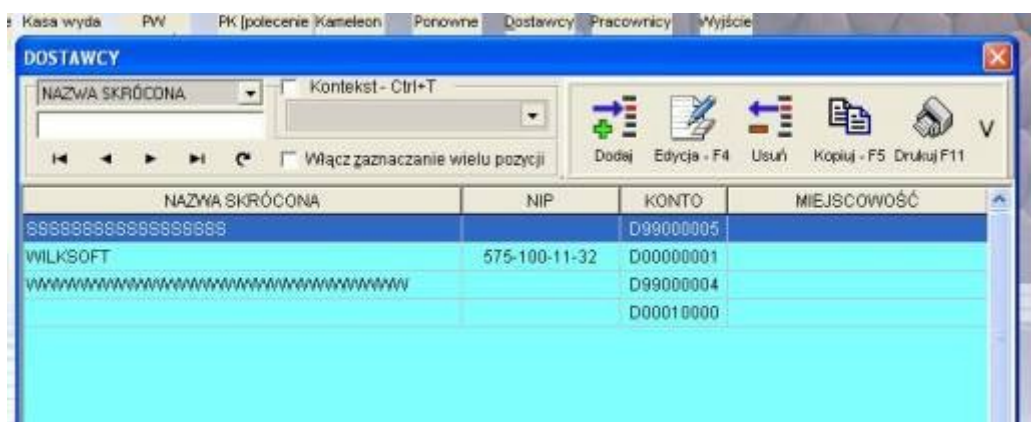 Kasa wyda PW PK (polecenie Kameleon Ponowne Dostawcy Pracownicy Wyjście
DOSTAWCY
NAZWA SKRÓCONA Kontekst - Ctrl+T
Włącz zaznaczanie wielu pozycji Dodaj Edycja - F4 Usuń Kopiuj - F5 Drukuj F11 V
NAZWA SKRÓCONA NIP KONTO MIEJSCOWOŚĆ
D99000005
WILKSOFT 575-100-11-32 D00000001
D99000004
D00010000